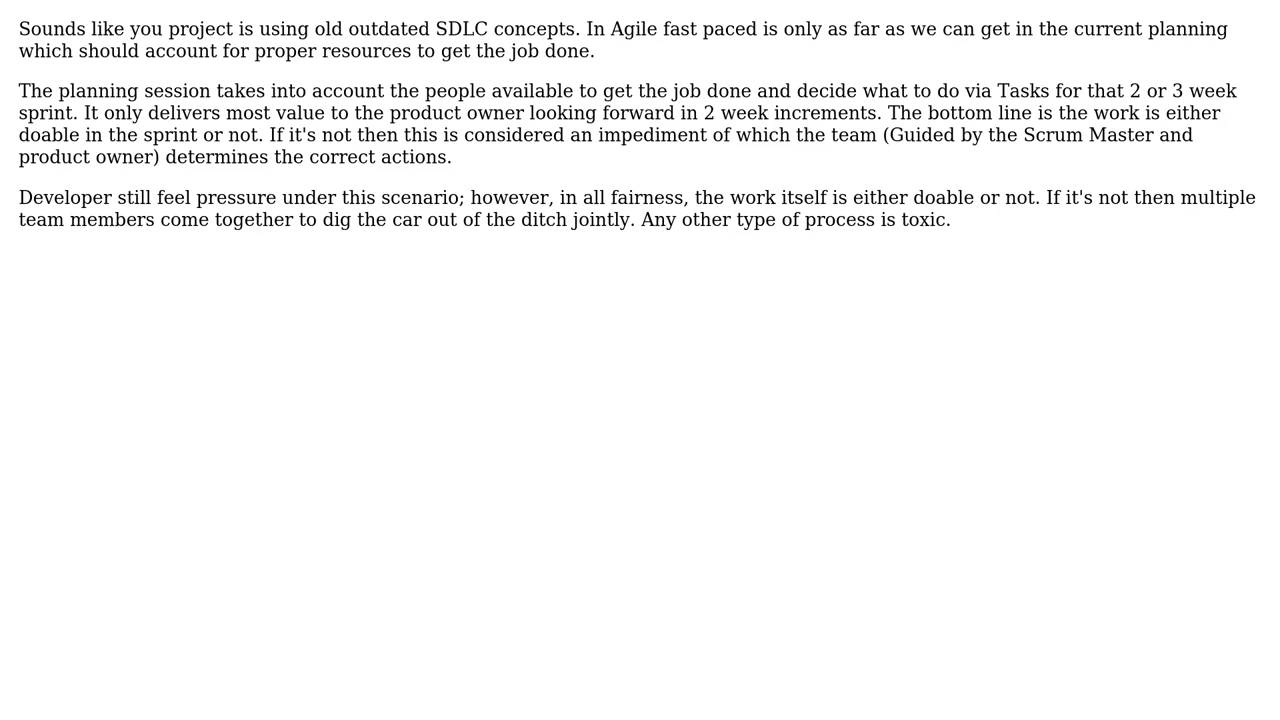 Sounds like you project is using old outdated SDLC concepts. In Agile fast paced is only as far as we can get in the current planning
which should account for proper resources to get the job done.
The planning session takes into account the people available to get the job done and decide what to do via Tasks for that 2 or 3 week
sprint. It only delivers most value to the product owner looking forward in 2 week increments. The bottom line is the work is either
doable in the sprint or not. If it's not then this is considered an impediment of which the team (Guided by the Scrum Master and
product owner) determines the correct actions.
Developer still feel pressure under this scenario; however, in all fairness, the work itself is either doable or not. If it's not then multiple
team members come together to dig the car out of the ditch jointly. Any other type of process is toxic.